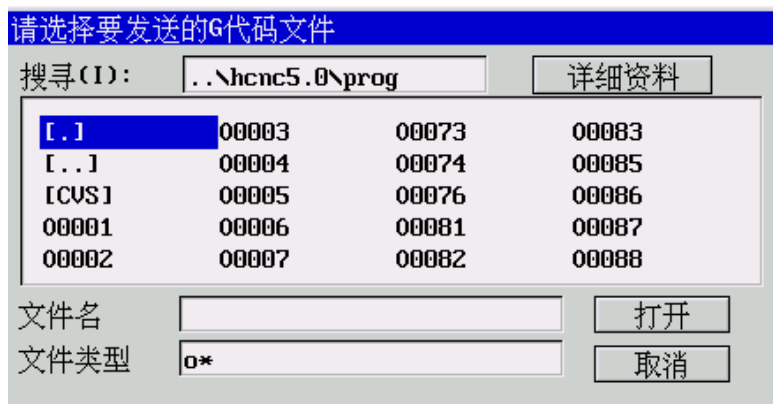 请选择要发送的G代码文件
搜寻(I): ..\hcnc5.0\prog 详细资料
[.] 00003 00073 00083
[..] 00004 00074 00085
[CVS] 00005 00076 00086
00001 00006 00081 00087
00002 00007 00082 00088
文件名 打开
文件类型 o* 取消